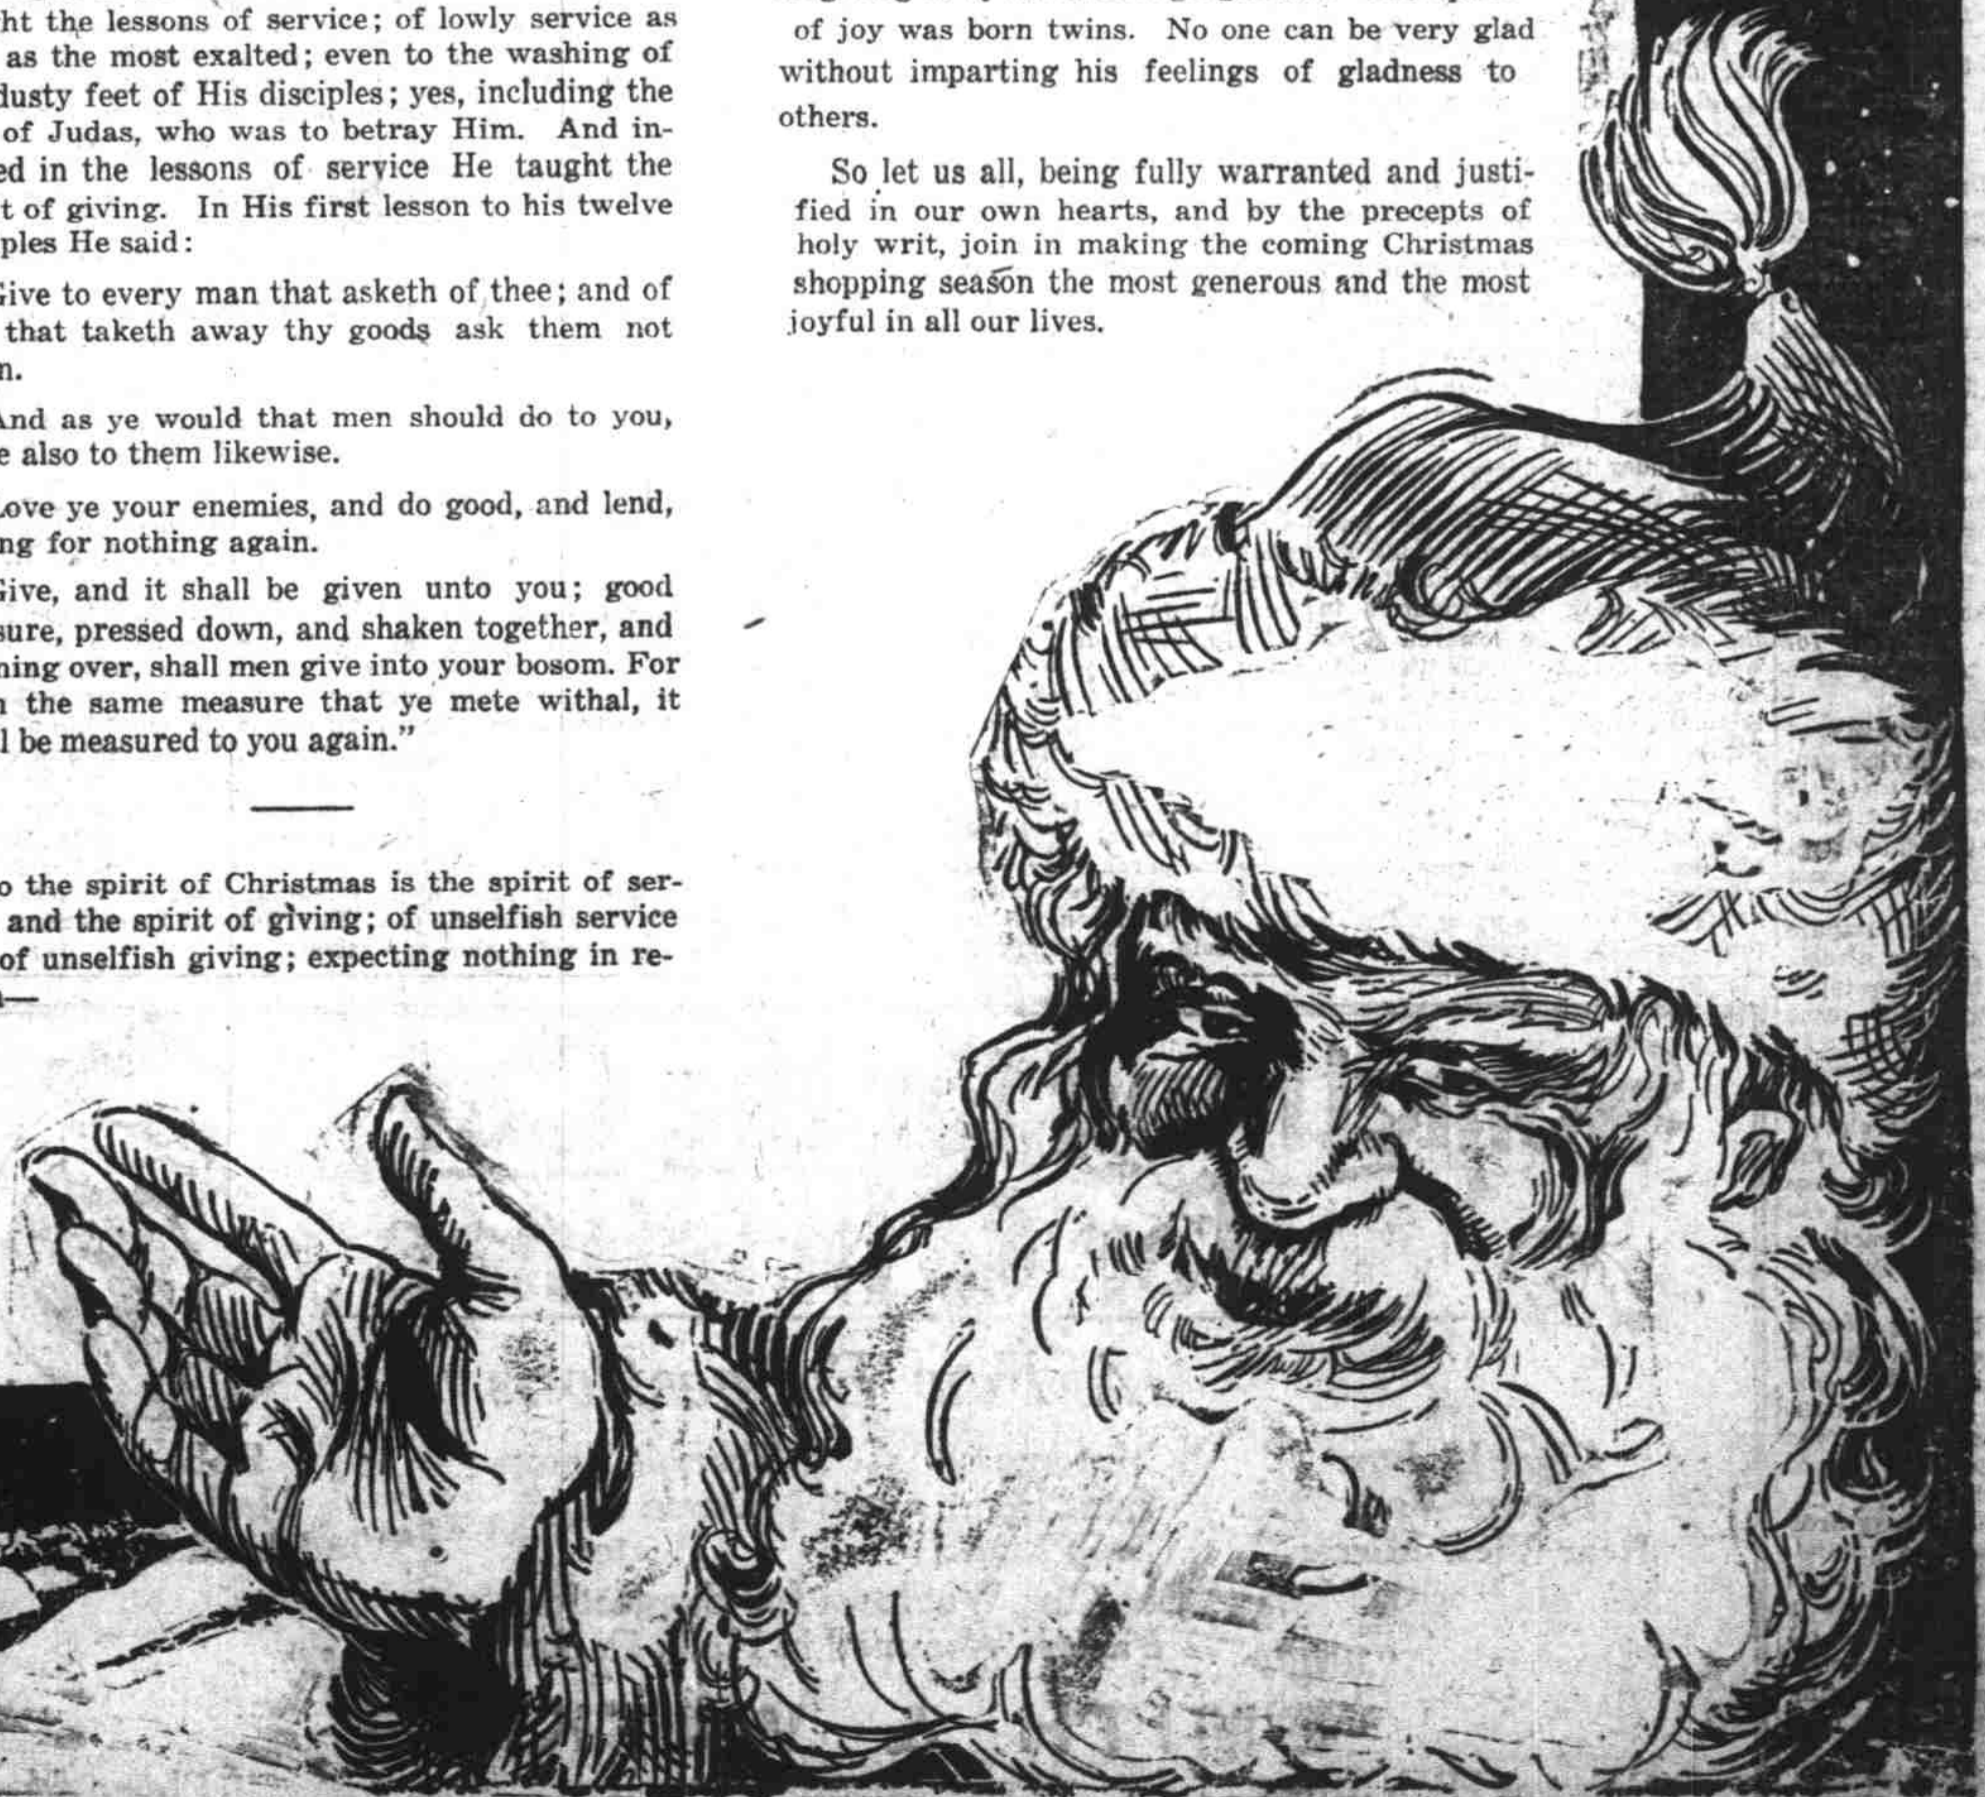 the lessons of service; of lowly service as
as the most exalted; even to the washing of
dusty feet of His disciples; yes, including the
of Judas, who was to betray Him. And in-
in the lessons of service He taught the
of giving. In His first lesson to his twelve
ples He said:
Give to every man that asketh of thee; and of
that taketh away thy goods ask them not
n.
And as ye would that men should do to you,
e also to them likewise.
Love ye your enemies, and do good, and lend,
ng for nothing again.
Give, and it shall be given unto you; good
sure, pressed down, and shaken together, and
ning over, shall men give into your bosom. For
the same measure that ye mete withal, it
l be measured to you again.”
o the spirit of Christmas is the spirit of ser-
and the spirit of giving; of unselfish service
of unselfish giving; expecting nothing in re-
—
of joy was born twins. No one can be very glad
without imparting his feelings of gladness to
others.
So let us all, being fully warranted and justi-
fied in our own hearts, and by the precepts of
holy writ, join in making the coming Christmas
shopping season the most generous and the most
joyful in all our lives.